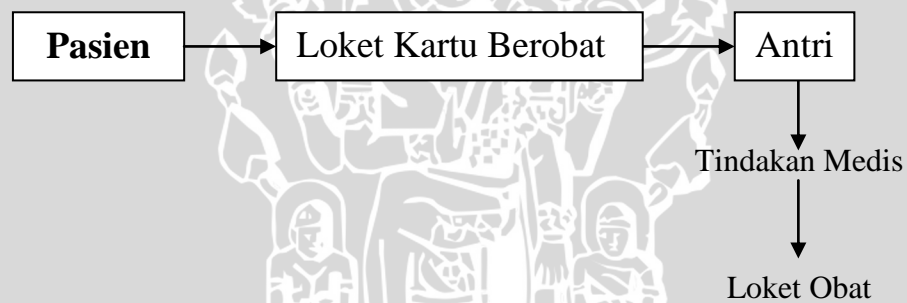 Pasien
Loket Kartu Berobat
Antri
Tindakan Medis
Loket Obat